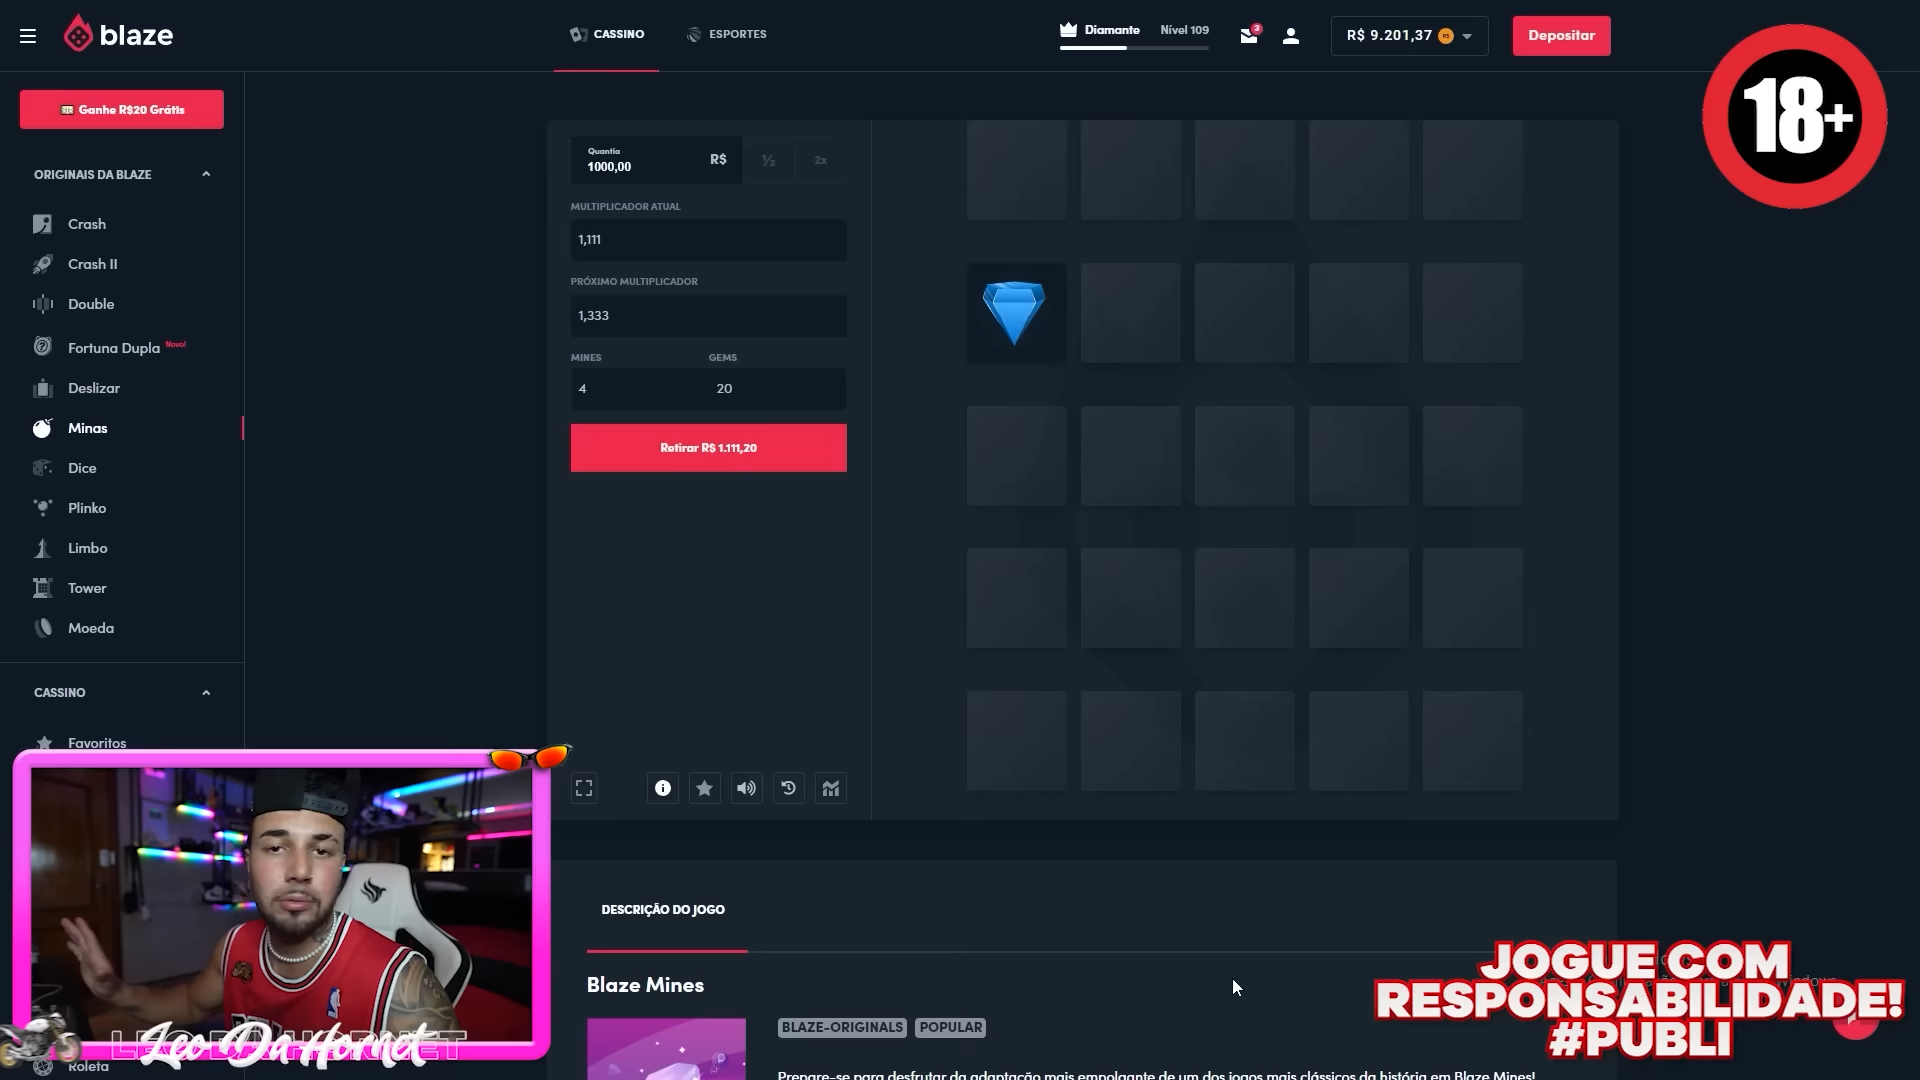 blaze
CASSINO
ESPORTES
Diamante
Nível 109
3
R$ 9.201,37
R$
Depositar
18+
Ganhe R$20 Grátis
ORIGINAIS DA BLAZE
Crash
Crash II
Double
Fortuna Dupla Novo!
Deslizar
Minas
Dice
Plinko
Limbo
Tower
Moeda
CASSINO
Favoritos
Roleta
Quantia
1000,00
R$
½
2x
MULTIPLICADOR ATUAL
1,111
PRÓXIMO MULTIPLICADOR
1,333
MINES
GEMS
4
20
Retirar R$ 1.111,20
DESCRIÇÃO DO JOGO
Blaze Mines
BLAZE-ORIGINALS
POPULAR
Prepare-se para desfrutar da adaptação mais empolgante de um dos jogos mais clássicos da história em Blaze Mines!
Leo Da Hornet
JOGUE COM
RESPONSABILIDADE!
#PUBLI